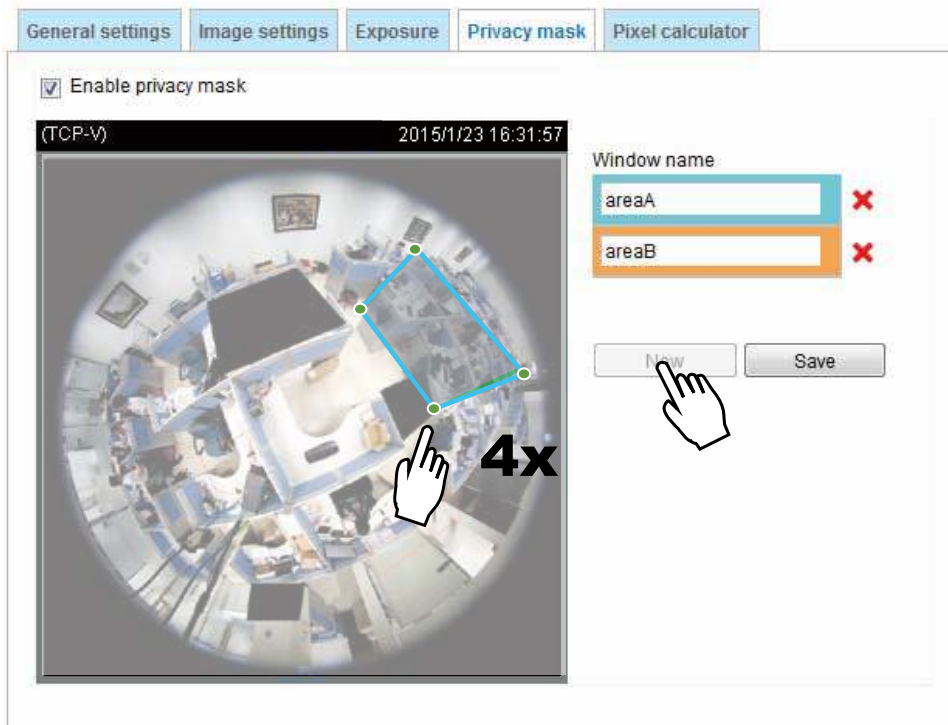 General settings Image settings Exposure Privacy mask Pixel calculator
Enable privacy mask
(TCP-V) 2015/1/23 16:31:57
Window name
areaA
areaB
New Save
4x